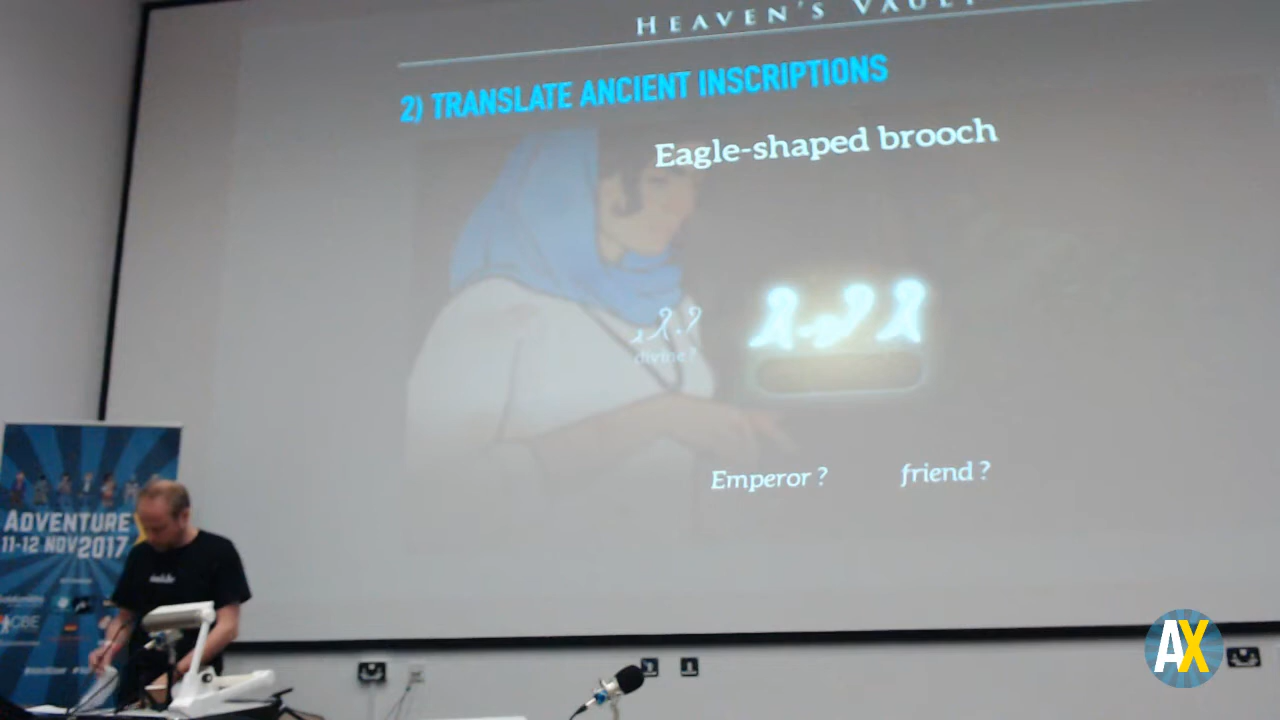 HEAVEN'S VAULT
2) TRANSLATE ANCIENT INSCRIPTIONS
Eagle-shaped brooch
divine?
Emperor ?
friend ?
ADVENTURE
11-12 NOV 2017
AX